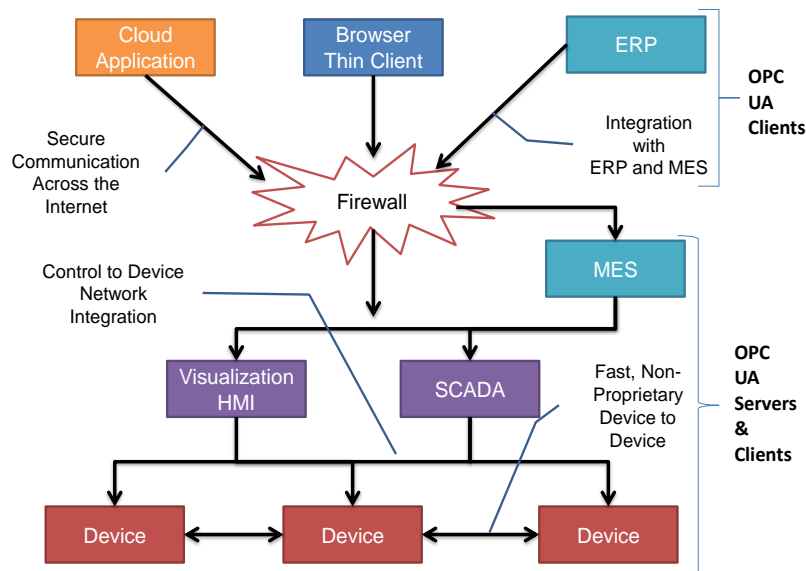 Cloud
Application
Browser
Thin Client
ERP
OPC
UA
Clients
Secure
Communication
Across the
Internet
Integration
with
ERP and MES
Firewall
MES
Control to Device
Network
Integration
Visualization
HMI
SCADA
Fast, Non-
Proprietary
Device to
Device
OPC
UA
Servers
&
Clients
Device
Device
Device